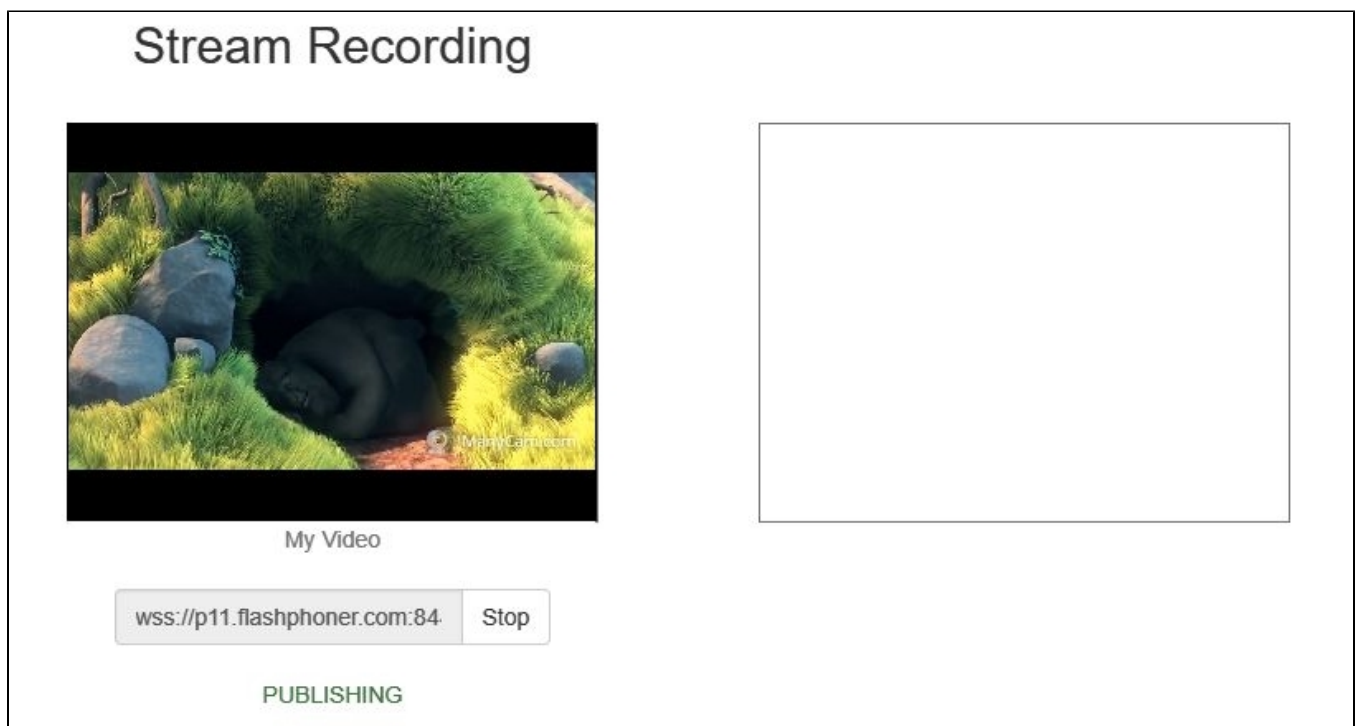 Stream Recording
ManyCam.com
My Video
wss://p11.flashphoner.com:84
Stop
PUBLISHING